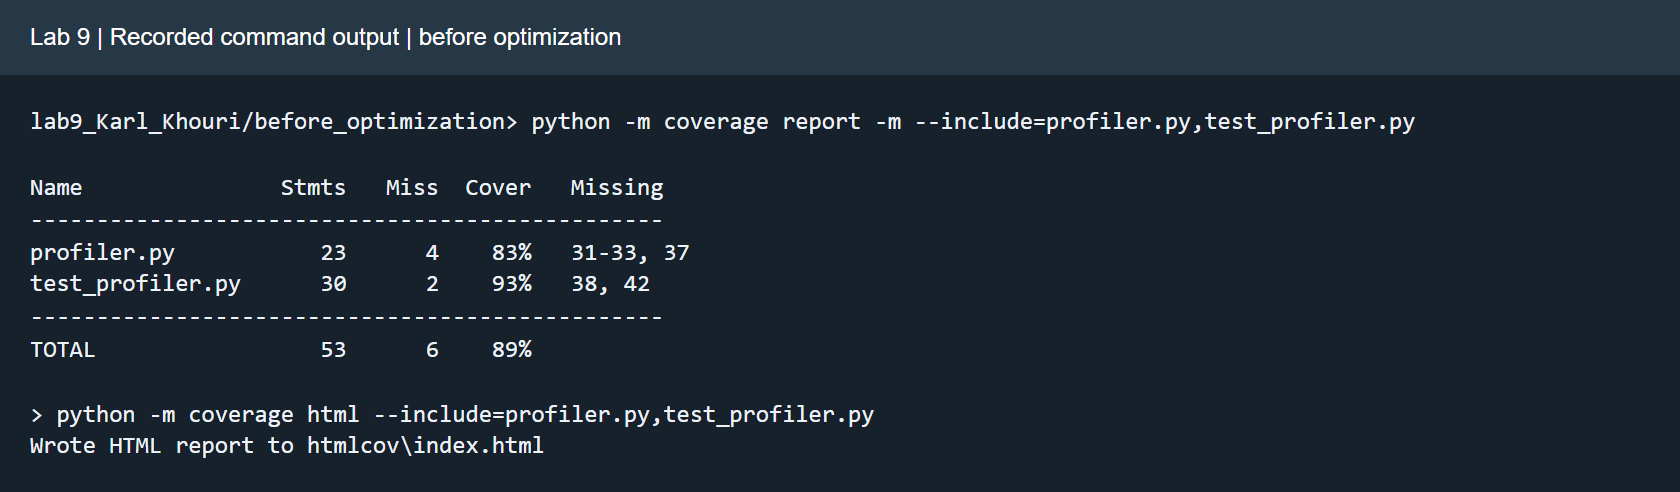 Lab 9 | Recorded command output | before optimization
lab9_Karl_Khouri/before_optimization> python -m coverage report -m --include=profiler.py,test_profiler.py
Name               Stmts   Miss  Cover   Missing
------------------------------------------------
profiler.py           23      4    83%   31-33, 37
test_profiler.py      30      2    93%   38, 42
------------------------------------------------
TOTAL                 53      6    89%
> python -m coverage html --include=profiler.py,test_profiler.py
Wrote HTML report to htmlcov\index.html